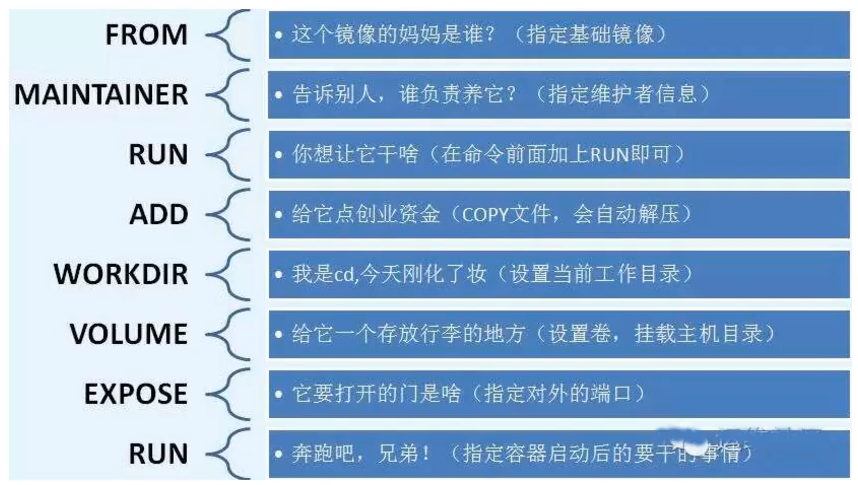 FROM
• 这个镜像的妈妈是谁？（指定基础镜像）
MAINTAINER
• 告诉别人，谁负责养它？（指定维护者信息）
RUN
• 你想让它干啥（在命令前面加上RUN即可）
ADD
• 给它点创业资金（COPY文件，会自动解压）
WORKDIR
• 我是cd,今天刚化了妆（设置当前工作目录）
VOLUME
• 给它一个存放行李的地方（设置卷，挂载主机目录）
EXPOSE
• 它要打开的门是啥（指定对外的端口）
RUN
• 奔跑吧，兄弟！（指定容器启动后的要干的事情）